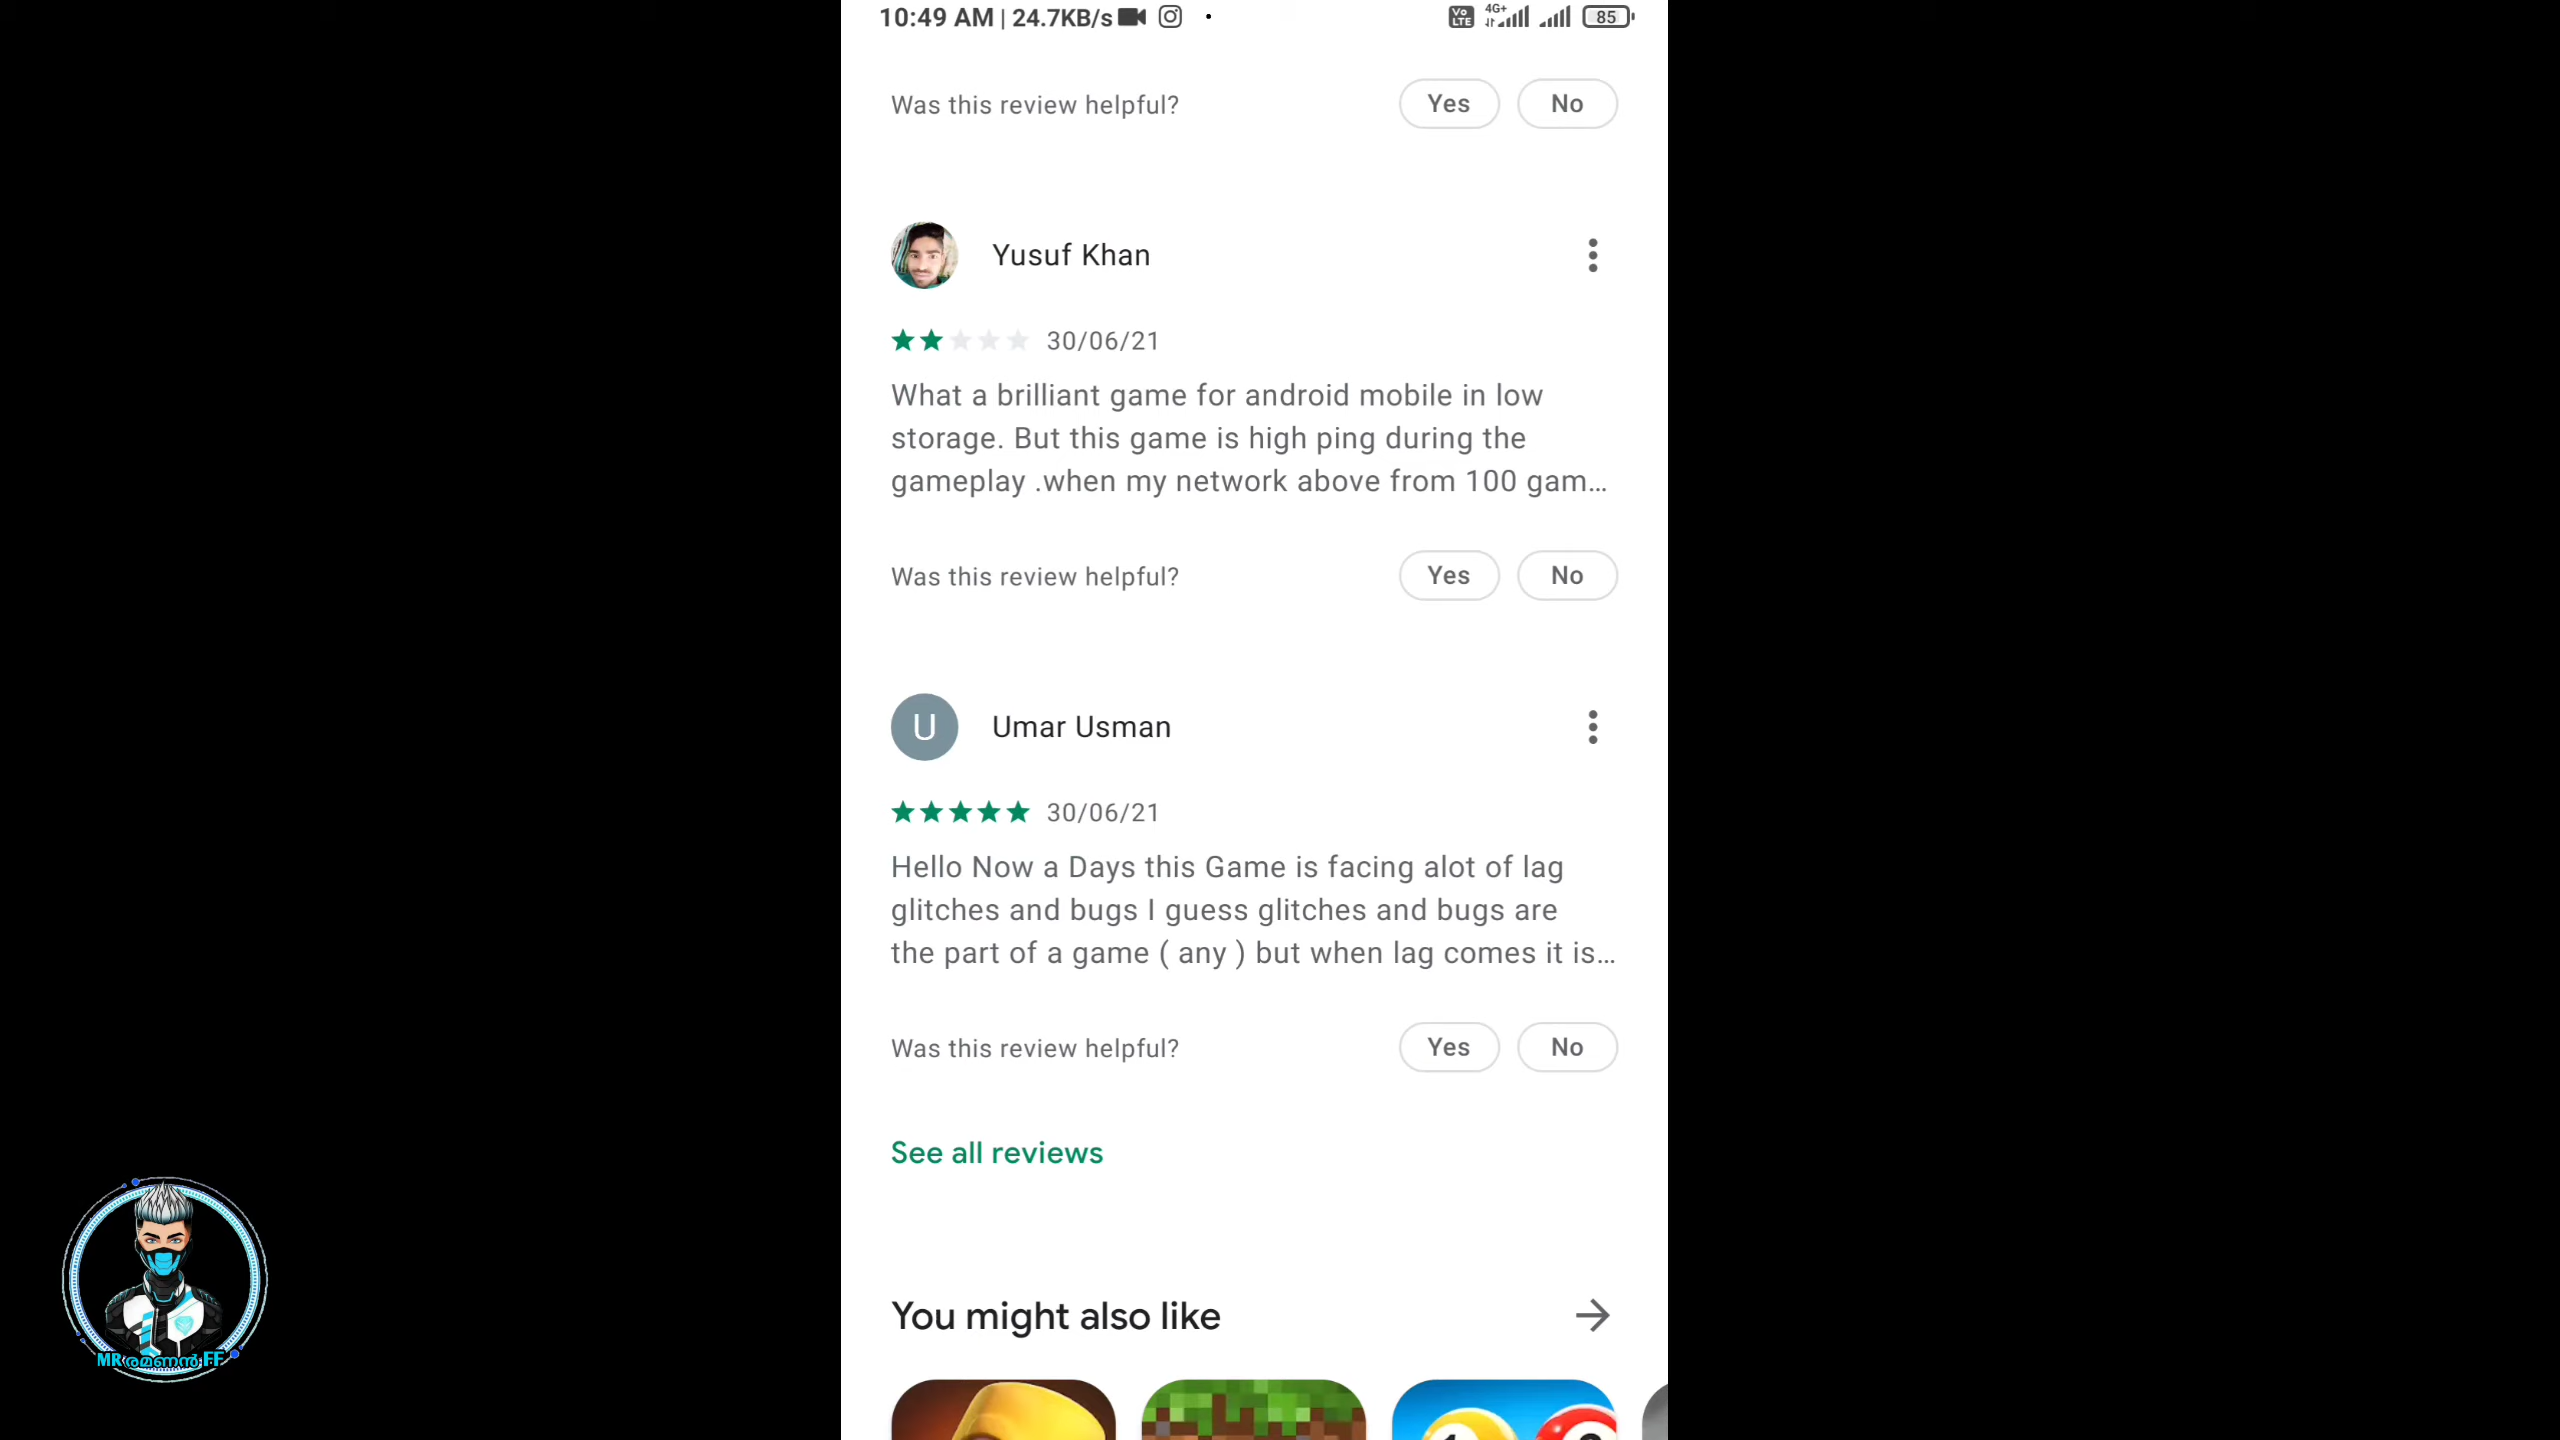 10:49 AM | 24.7KB/s
Vo LTE 4G+ 85
Was this review helpful? Yes No
Yusuf Khan
30/06/21
What a brilliant game for android mobile in low
storage. But this game is high ping during the
gameplay .when my network above from 100 gam...
Was this review helpful? Yes No
U Umar Usman
30/06/21
Hello Now a Days this Game is facing alot of lag
glitches and bugs I guess glitches and bugs are
the part of a game ( any ) but when lag comes it is...
Was this review helpful? Yes No
See all reviews
You might also like
MR രമണൻ FF